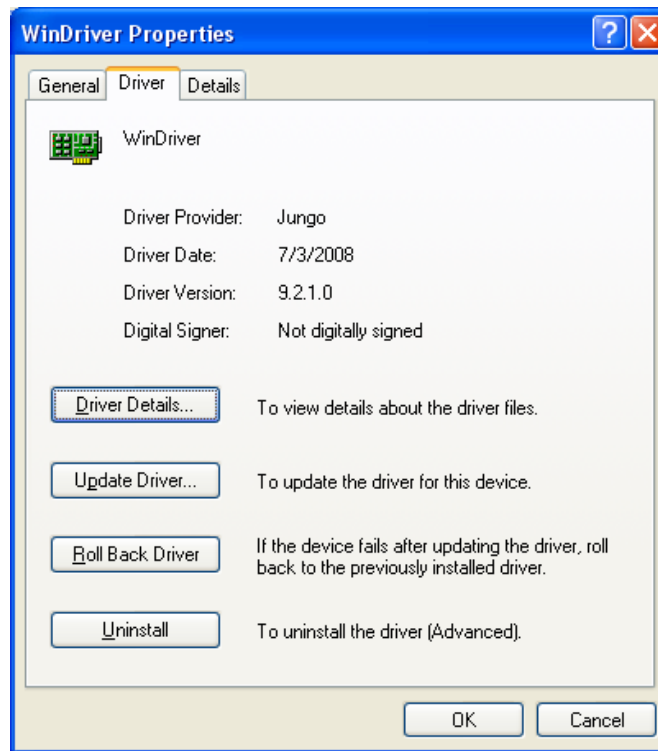 WinDriver Properties
?
General Driver Details
WinDriver
Driver Provider: Jungo
Driver Date: 7/3/2008
Driver Version: 9.2.1.0
Digital Signer: Not digitally signed
Driver Details... To view details about the driver files.
Update Driver... To update the driver for this device.
Roll Back Driver If the device fails after updating the driver, roll
back to the previously installed driver.
Uninstall To uninstall the driver (Advanced).
OK Cancel